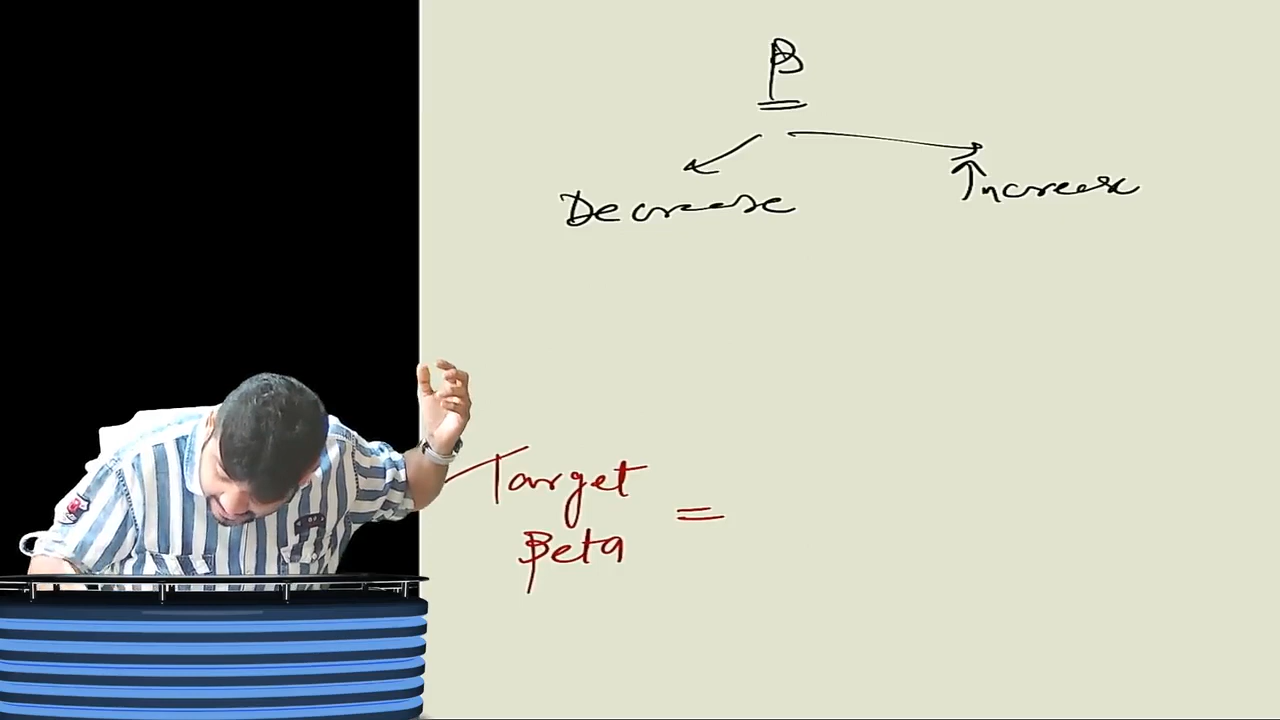 β
Decrease
Increase
Target
Beta =